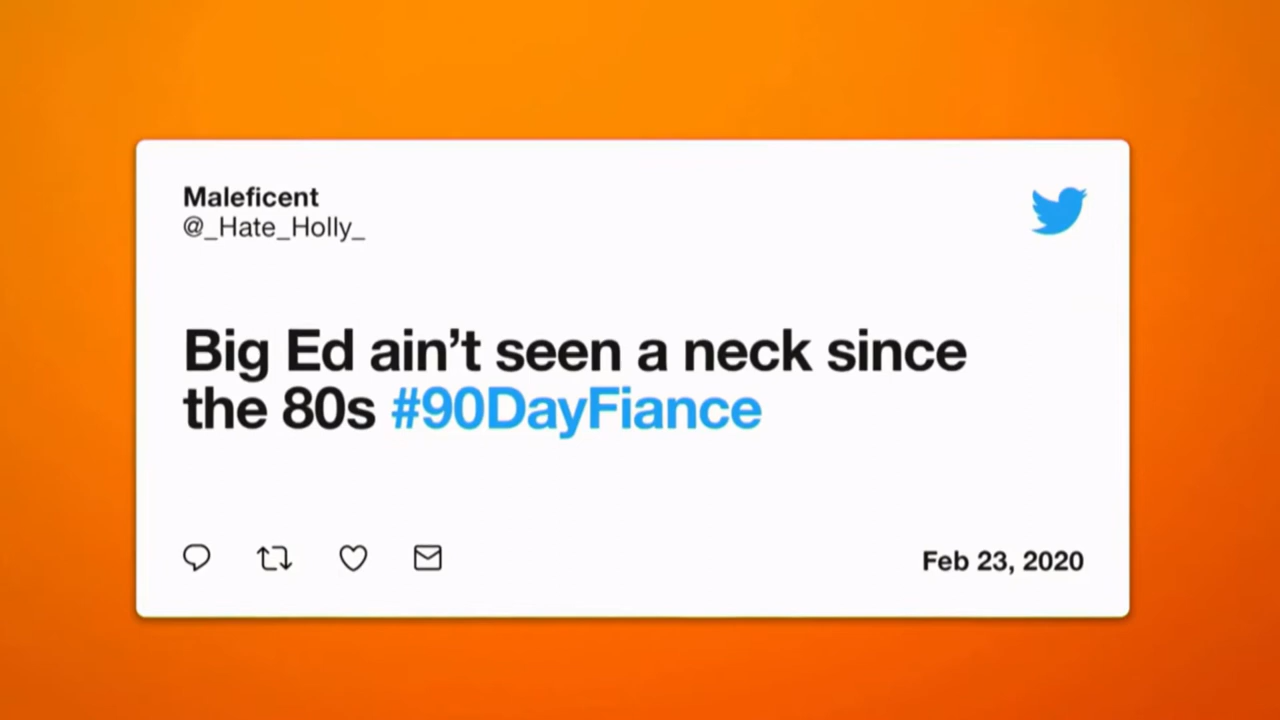 Maleficent
@_Hate_Holly_
Big Ed ain’t seen a neck since
the 80s #90DayFiance
Feb 23, 2020